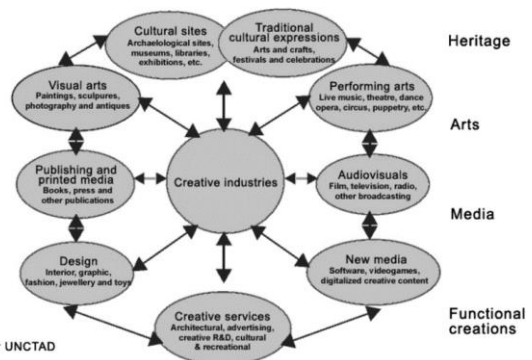 Cultural sites
Archaelological sites,
museums, libraries,
exhibitions, etc.
Traditional
cultural expressions
Arts and crafts,
festivals and celebrations
Heritage
Visual arts
Paintings, sculpures,
photography and antiques
Performing arts
Live music, theatre, dance
opera, circus, puppetry, etc.
Arts
Publishing and
printed media
Books, press and
other publications
Creative industries
Audiovisuals
Film, television, radio,
other broadcasting
Media
Design
Interior, graphic,
fashion, jewellery and toys
New media
Software, videogames,
digitalized creative content
Creative services
Architectural, advertising,
creative R&D, cultural
& recreational
Functional
creations
UNCTAD